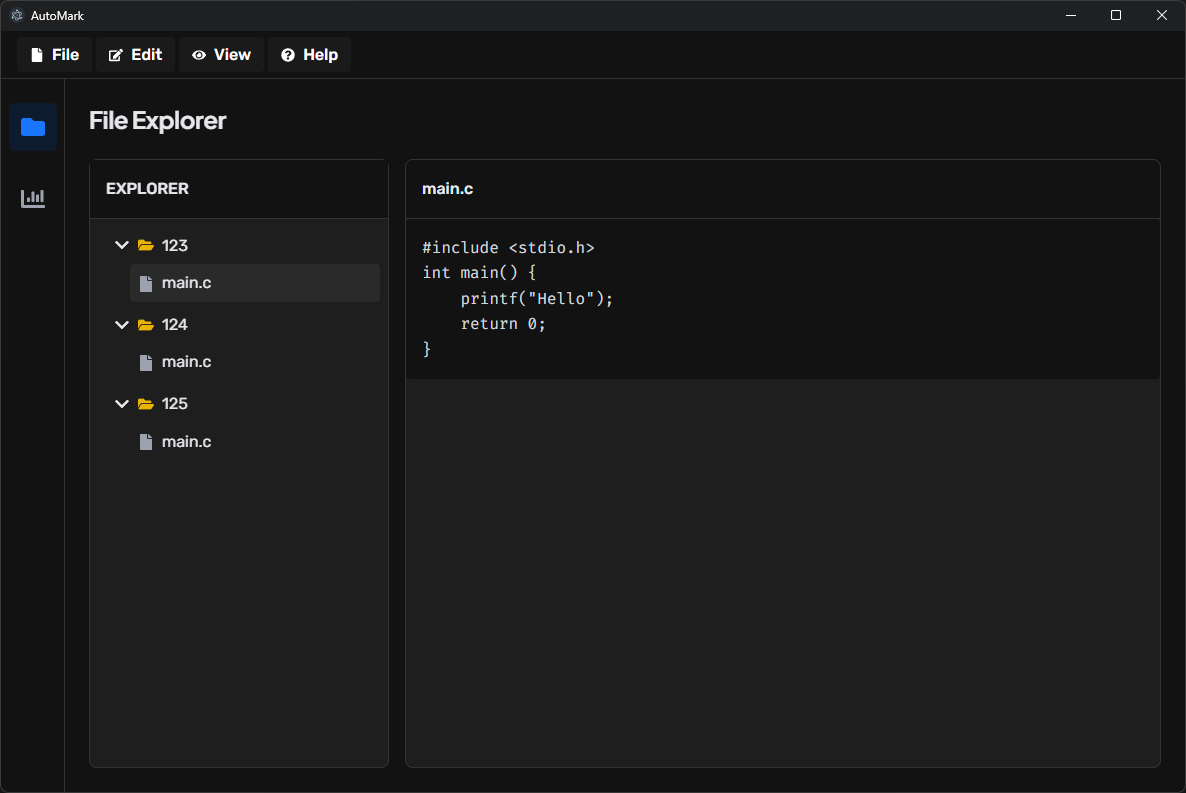 AutoMark
File Edit View Help
File Explorer
EXPLORER
123
main.c
124
main.c
125
main.c
main.c
#include <stdio.h>
int main() {
    printf("Hello");
    return 0;
}